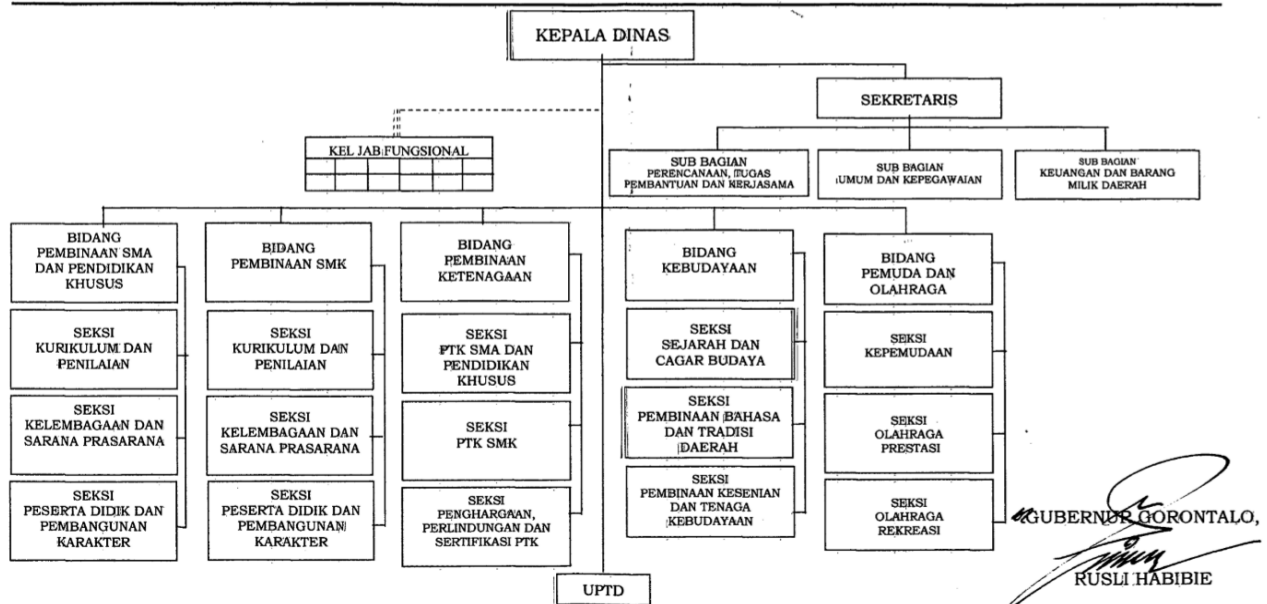 KEPALA DINAS
SEKRETARIS
KEL JAB FUNGSIONAL
SUB BAGIAN
PERENCANAAN, TUGAS
PEMBANTUAN DAN KERJASAMA
SUB BAGIAN
UMUM DAN KEPEGAWAIAN
SUB BAGIAN
KEUANGAN DAN BARANG
MILIK DAERAH
BIDANG
PEMBINAAN SMA
DAN PENDIDIKAN
KHUSUS
SEKSI
KURIKULUM DAN
PENILAIAN
SEKSI
KELEMBAGAAN DAN
SARANA PRASARANA
SEKSI
PESERTA DIDIK DAN
PEMBANGUNAN
KARAKTER
BIDANG
PEMBINAAN SMK
SEKSI
KURIKULUM DAN
PENILAIAN
SEKSI
KELEMBAGAAN DAN
SARANA PRASARANA
SEKSI
PESERTA DIDIK DAN
PEMBANGUNAN
KARAKTER
BIDANG
PEMBINAAN
KETENAGAAN
SEKSI
PTK SMA DAN
PENDIDIKAN
KHUSUS
SEKSI
PTK SMK
SEKSI
PENGHARGAAN,
PERLINDUNGAN DAN
SERTIFIKASI PTK
BIDANG
KEBUDAYAAN
SEKSI
SEJARAH DAN
CAGAR BUDAYA
SEKSI
PEMBINAAN BAHASA
DAN TRADISI
DAERAH
SEKSI
PEMBINAAN KESENIAN
DAN TENAGA
KEBUDAYAAN
BIDANG
PEMUDA DAN
OLAHRAGA
SEKSI
KEPEMUDAAN
SEKSI
OLAHRAGA
PRESTASI
SEKSI
OLAHRAGA
REKREASI
UPTD
GUBERNUR GORONTALO,
RUSLI HABIBIE